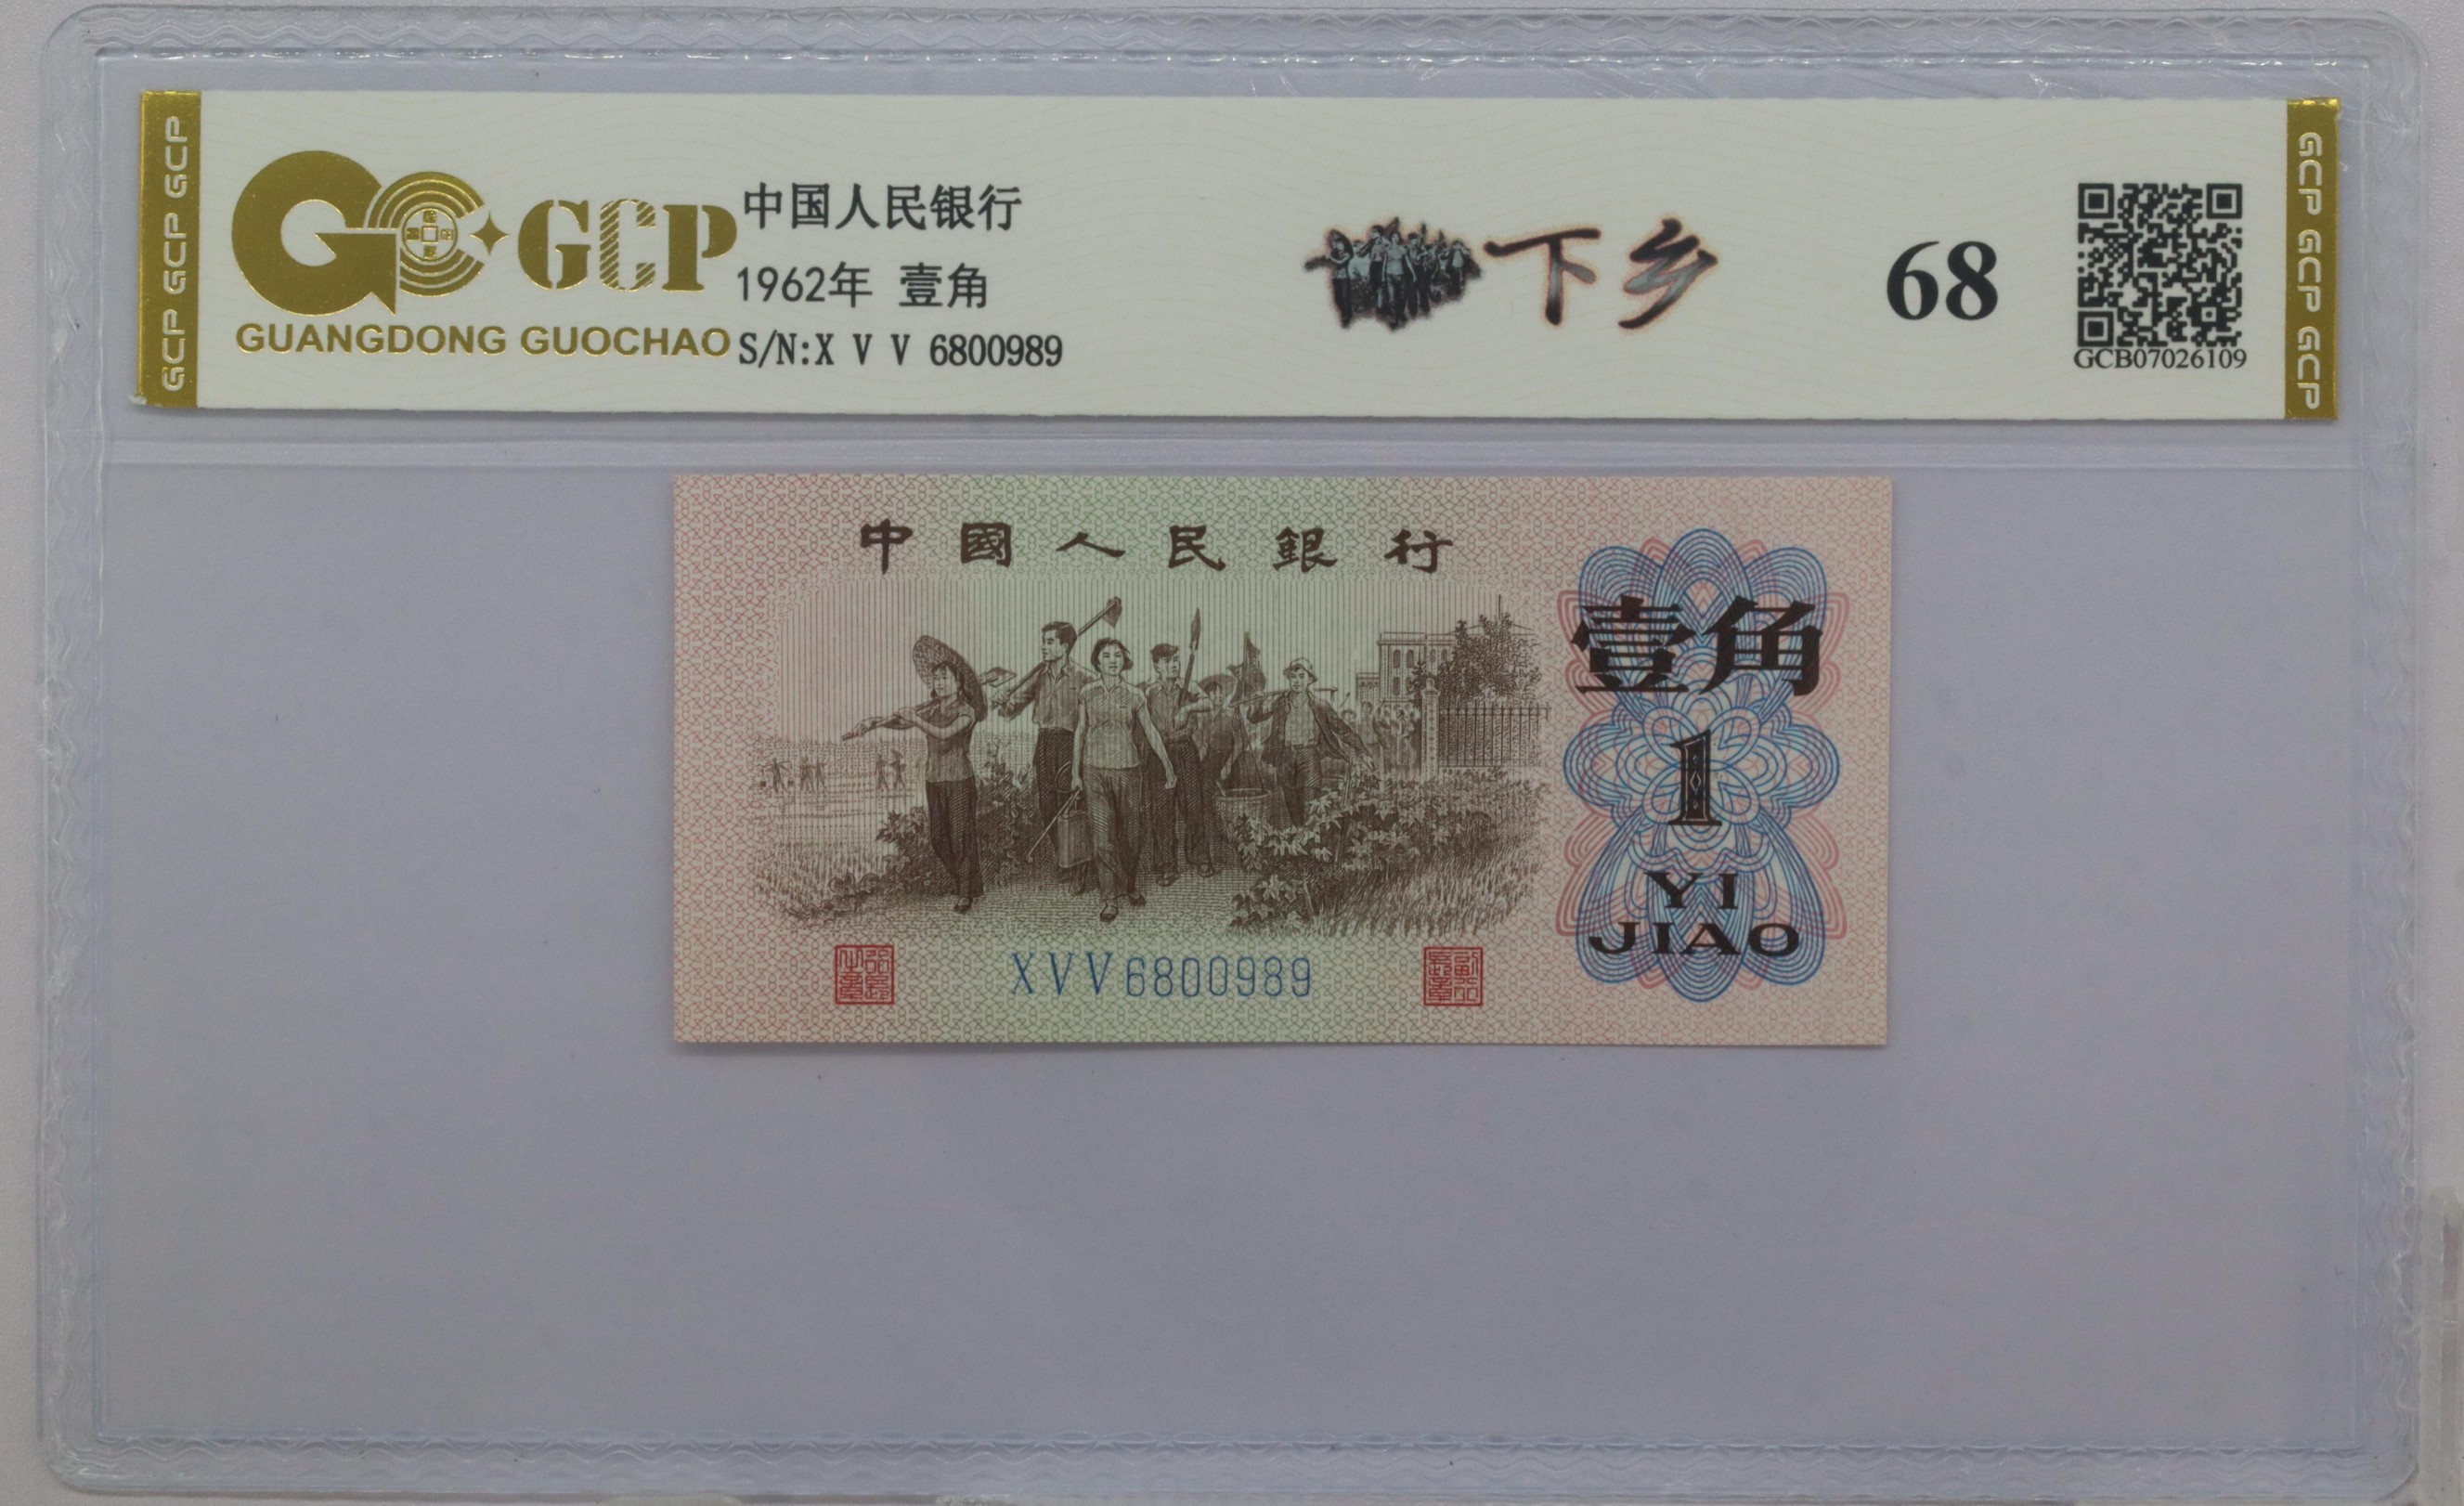 GCP GCP GCP
GC GCP
GUANGDONG GUOCHAO
中国人民银行
1962年 壹角
S/N:X V V 6800989
下乡
68
GCB07026109
GCP GCP GCP
中國人民銀行
壹角
1
YI
JIAO
XVV6800989